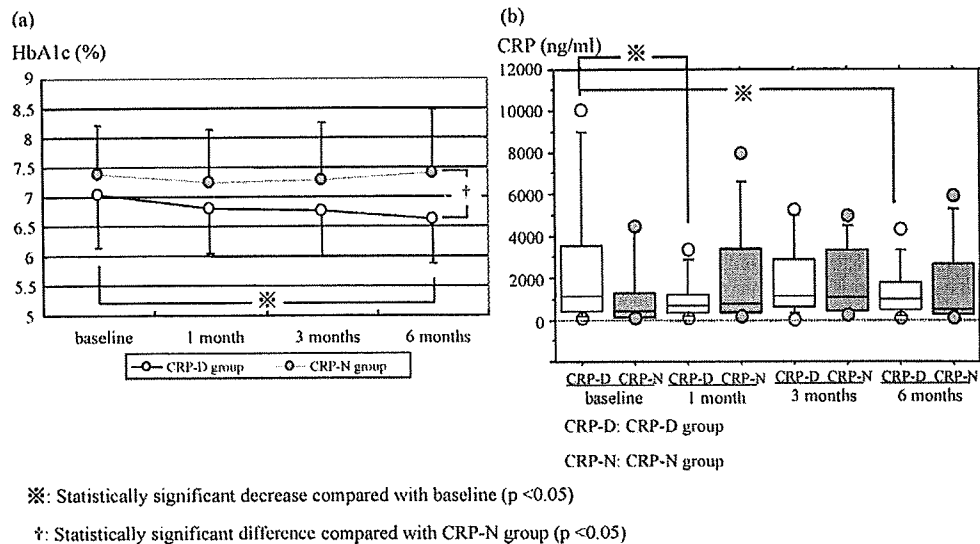 (a)
HbA1c (%)
9
8.5
8
7.5
7
6.5
6
5.5
5
†
※
baseline 1 month 3 months 6 months
CRP-D group CRP-N group
(b)
CRP (ng/ml)
12000
10000
8000
6000
4000
2000
0
※
※
CRP-D CRP-N CRP-D CRP-N CRP-D CRP-N CRP-D CRP-N
baseline 1 month 3 months 6 months
CRP-D: CRP-D group
CRP-N: CRP-N group
※: Statistically significant decrease compared with baseline (p <0.05)
†: Statistically significant difference compared with CRP-N group (p <0.05)